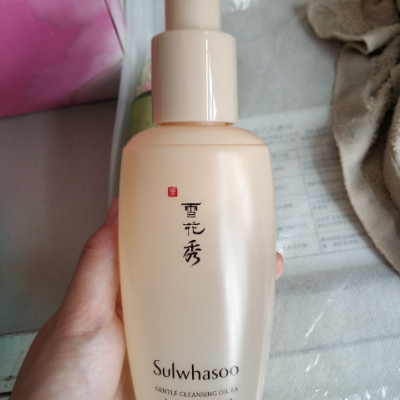 雪
花
秀
Sulwhasoo
GENTLE CLEANSING OIL EX